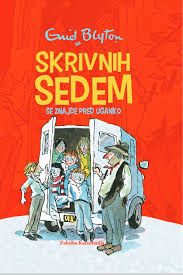 Enid Blyton
SKRIVNIH
SEDEM
SE ZNAJDE PRED UGANKO
Založba Karantanija